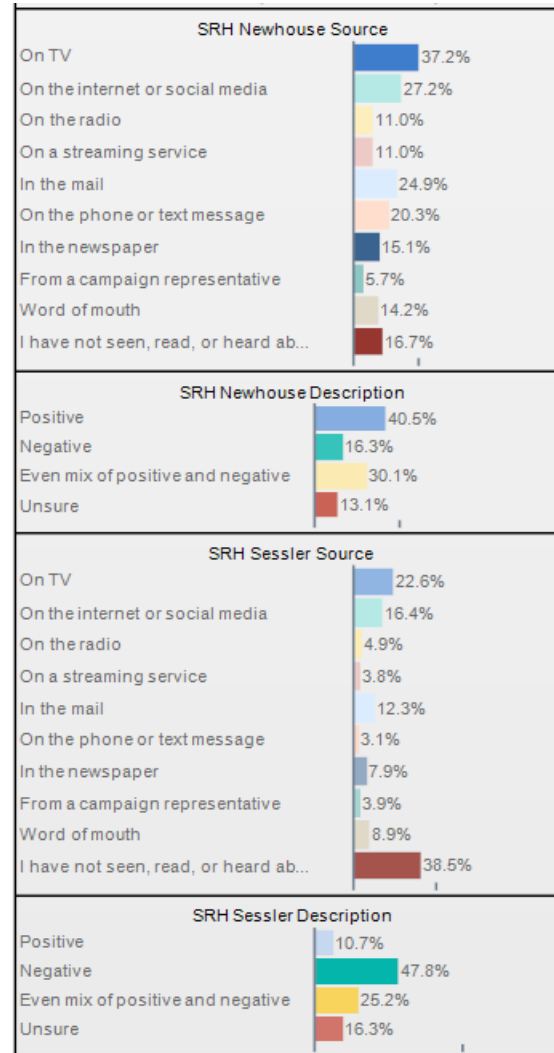 SRH Newhouse Source
On TV 37.2%
On the internet or social media 27.2%
On the radio 11.0%
On a streaming service 11.0%
In the mail 24.9%
On the phone or text message 20.3%
In the newspaper 15.1%
From a campaign representative 5.7%
Word of mouth 14.2%
I have not seen, read, or heard ab... 16.7%
SRH Newhouse Description
Positive 40.5%
Negative 16.3%
Even mix of positive and negative 30.1%
Unsure 13.1%
SRH Sessler Source
On TV 22.6%
On the internet or social media 16.4%
On the radio 4.9%
On a streaming service 3.8%
In the mail 12.3%
On the phone or text message 3.1%
In the newspaper 7.9%
From a campaign representative 3.9%
Word of mouth 8.9%
I have not seen, read, or heard ab... 38.5%
SRH Sessler Description
Positive 10.7%
Negative 47.8%
Even mix of positive and negative 25.2%
Unsure 16.3%